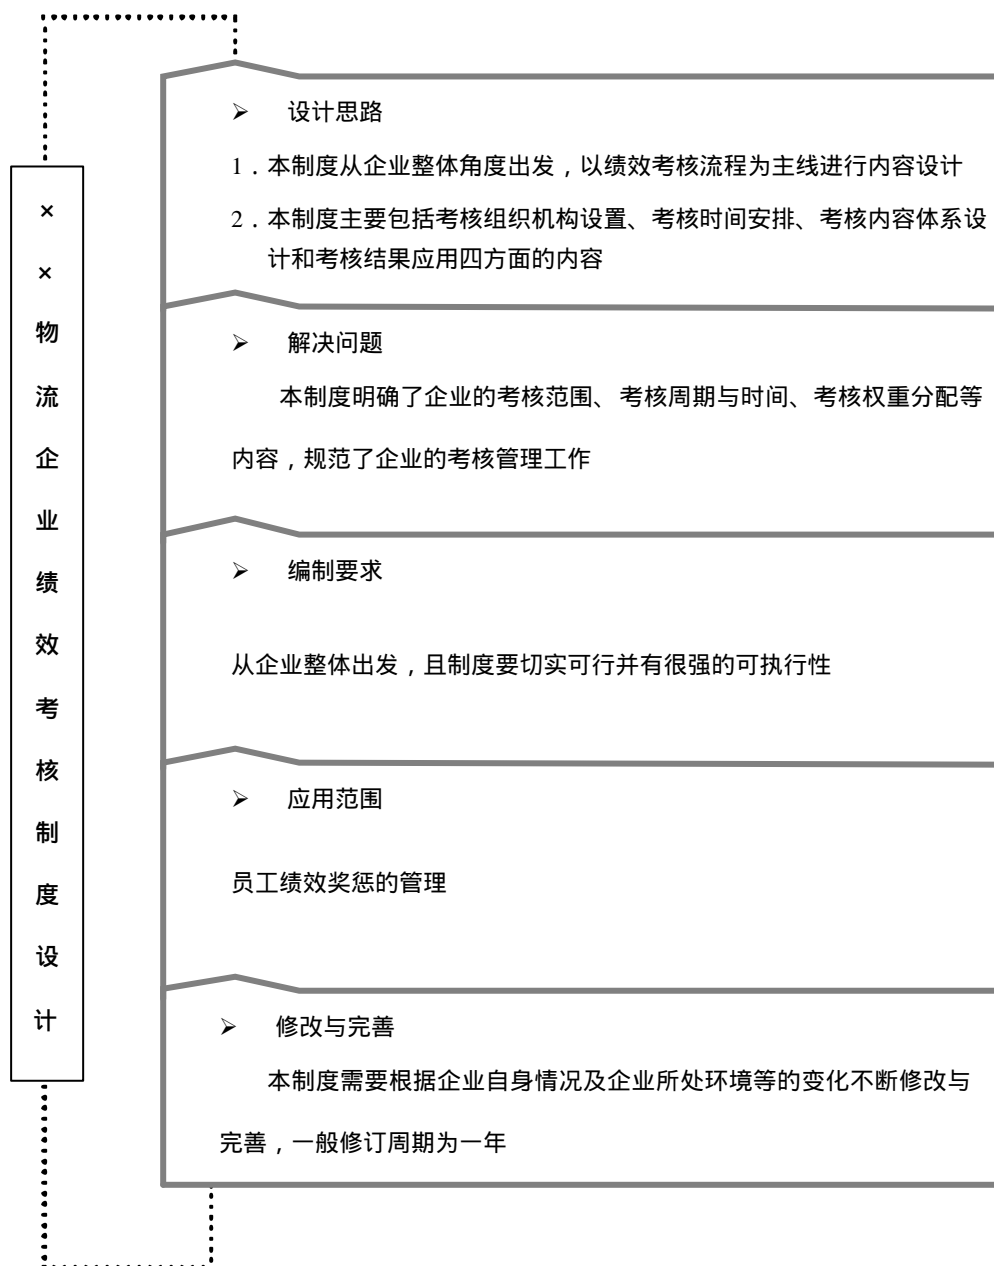 ××物流企业绩效考核制度设计
➢ 设计思路
1．本制度从企业整体角度出发，以绩效考核流程为主线进行内容设计
2．本制度主要包括考核组织机构设置、考核时间安排、考核内容体系设
计和考核结果应用四方面的内容
➢ 解决问题
本制度明确了企业的考核范围、考核周期与时间、考核权重分配等
内容，规范了企业的考核管理工作
➢ 编制要求
从企业整体出发，且制度要切实可行并有很强的可执行性
➢ 应用范围
员工绩效奖惩的管理
➢ 修改与完善
本制度需要根据企业自身情况及企业所处环境等的变化不断修改与
完善，一般修订周期为一年